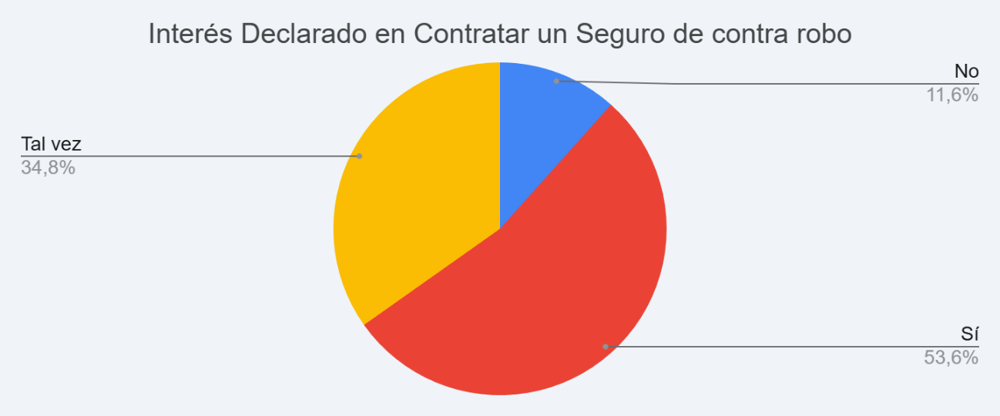 Interés Declarado en Contratar un Seguro de contra robo
No
11,6%
Tal vez
34,8%
Sí
53,6%